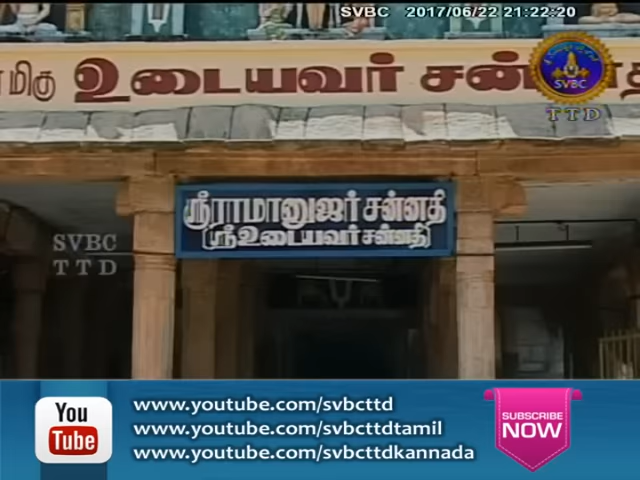 SVBC 2017/06/22 21:22:20
மிகு உடையவர் சன்
SVBC
TTD
ஸ்ரீராமானுஜர் சன்னதி
(ஸ்ரீஉடையவர் சன்னதி)
SVBC
TTD
You Tube
www.youtube.com/svbcttd
www.youtube.com/svbcttdtamil
www.youtube.com/svbcttdkannada
SUBSCRIBE
NOW